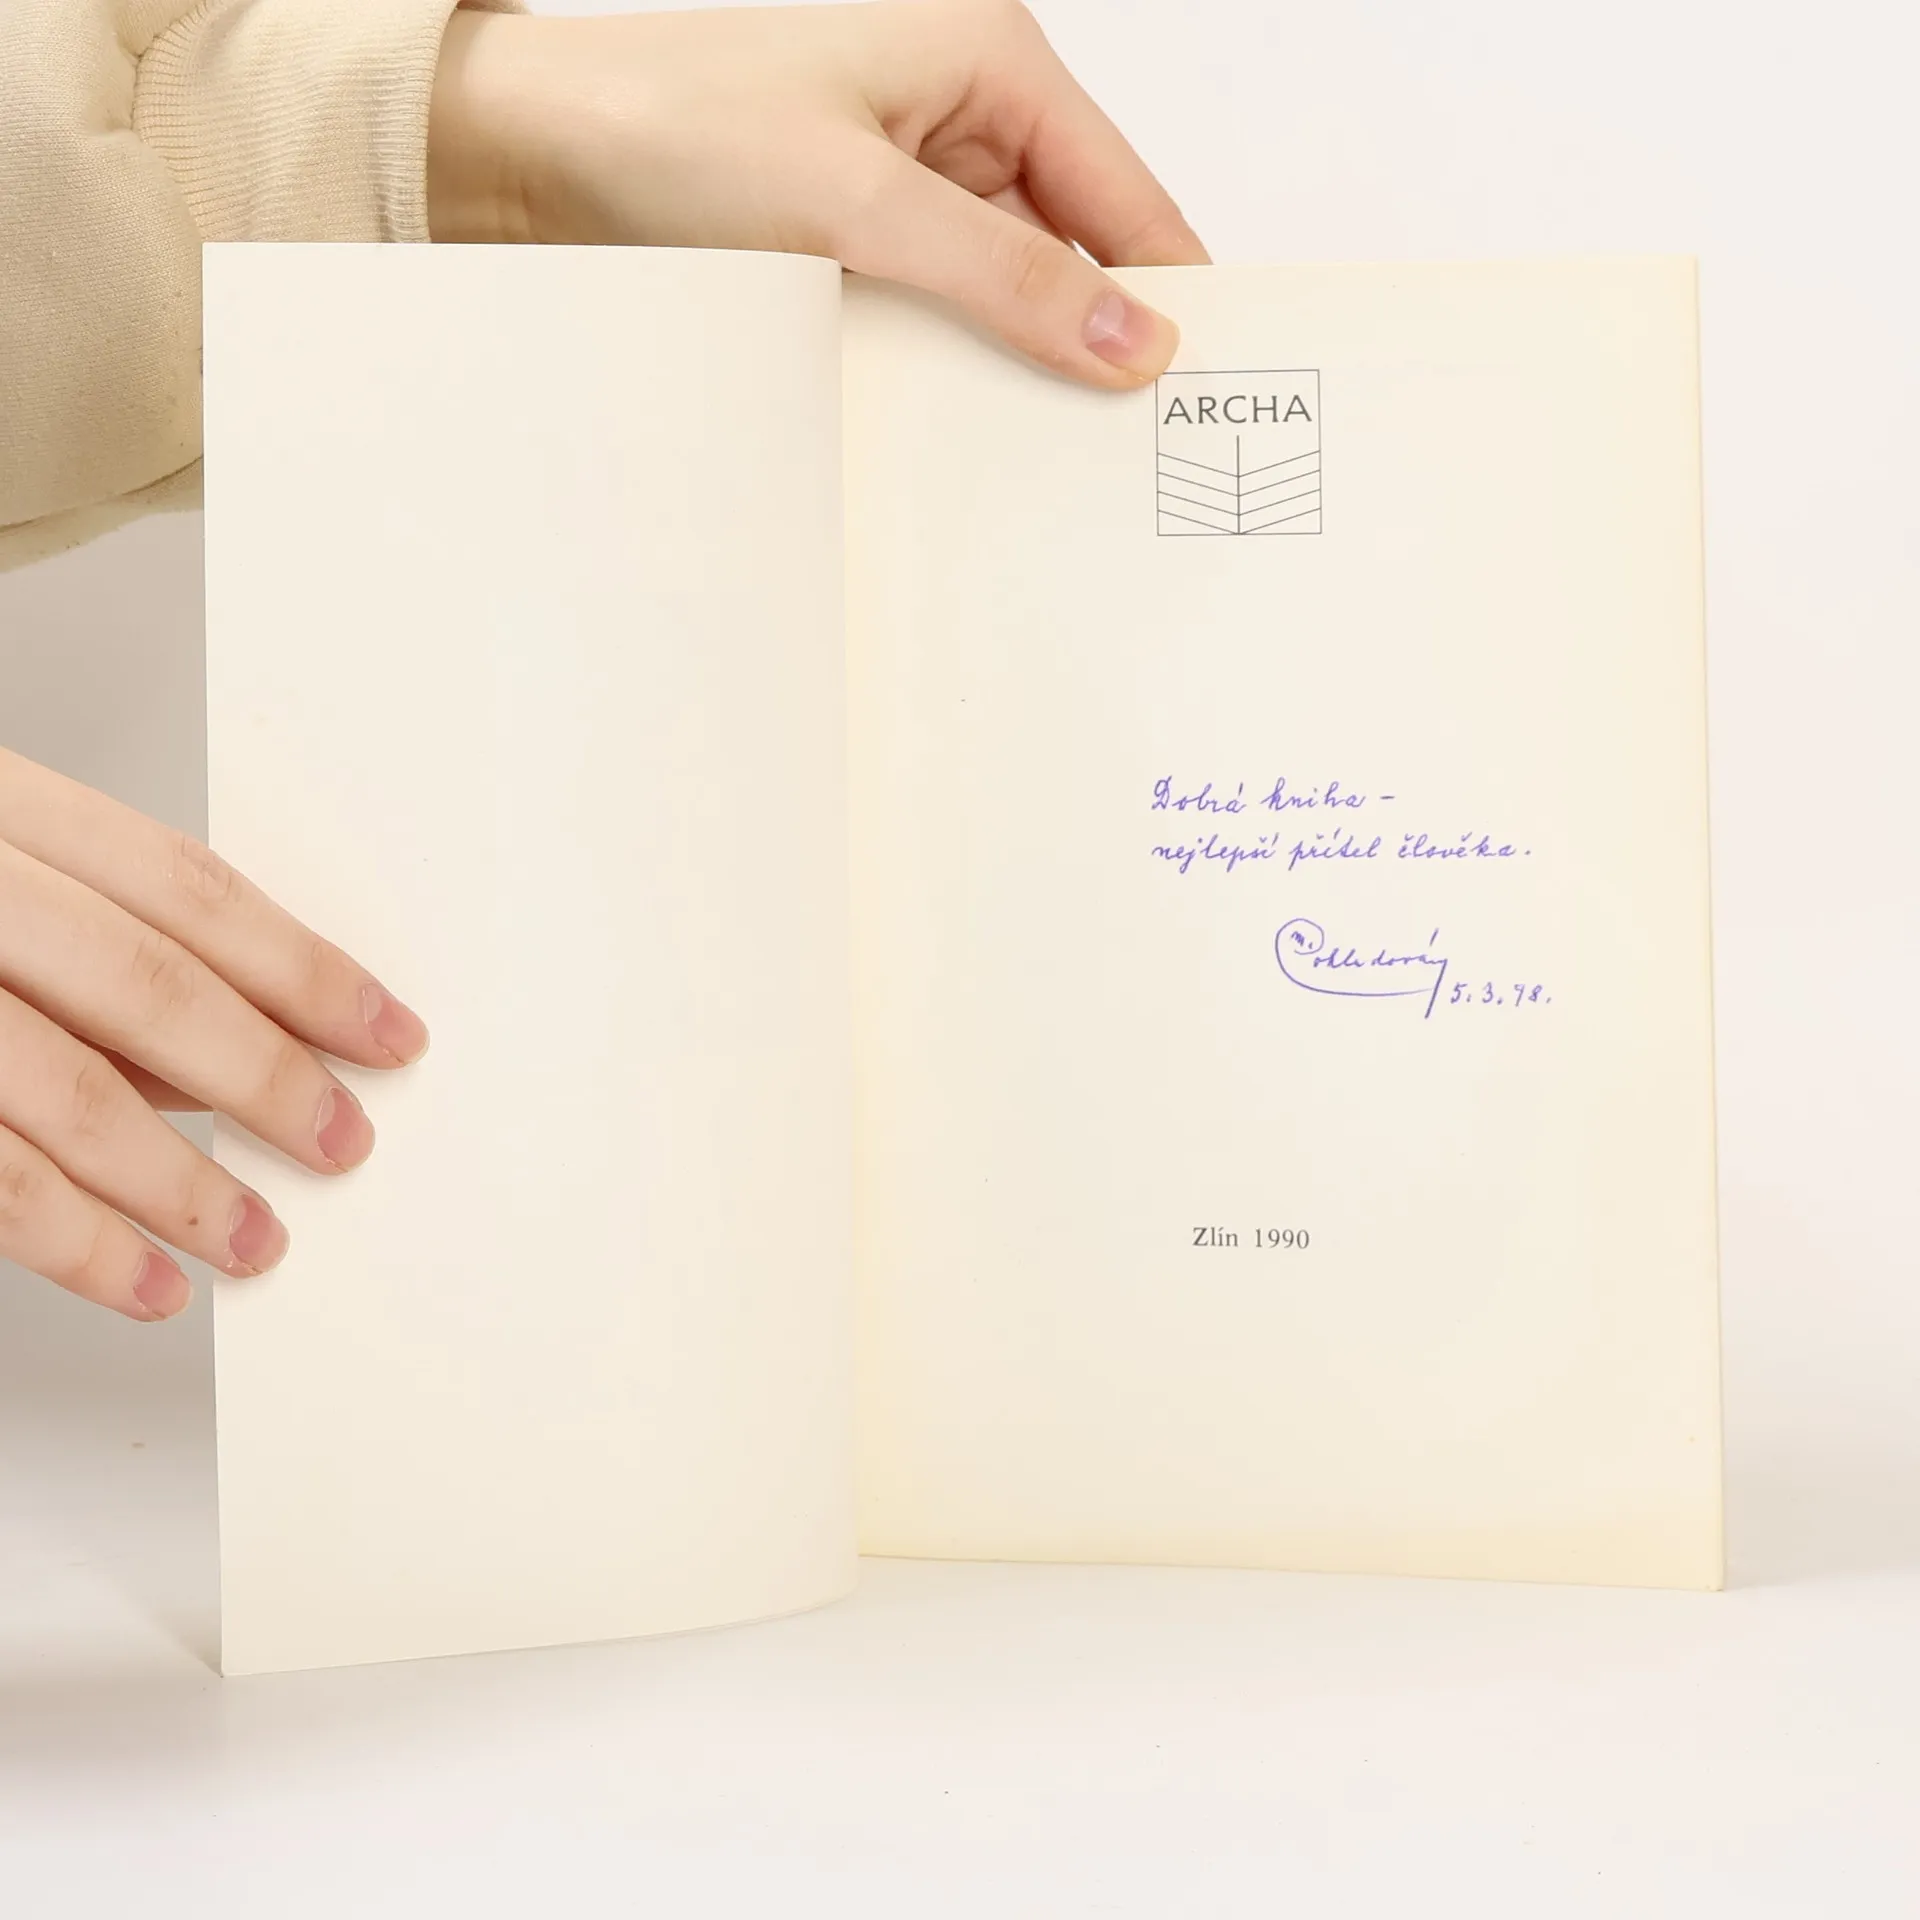 ARCHA
Dobrá kniha -
nejlepší přítel člověka.
5. 3. 98.
Zlín 1990